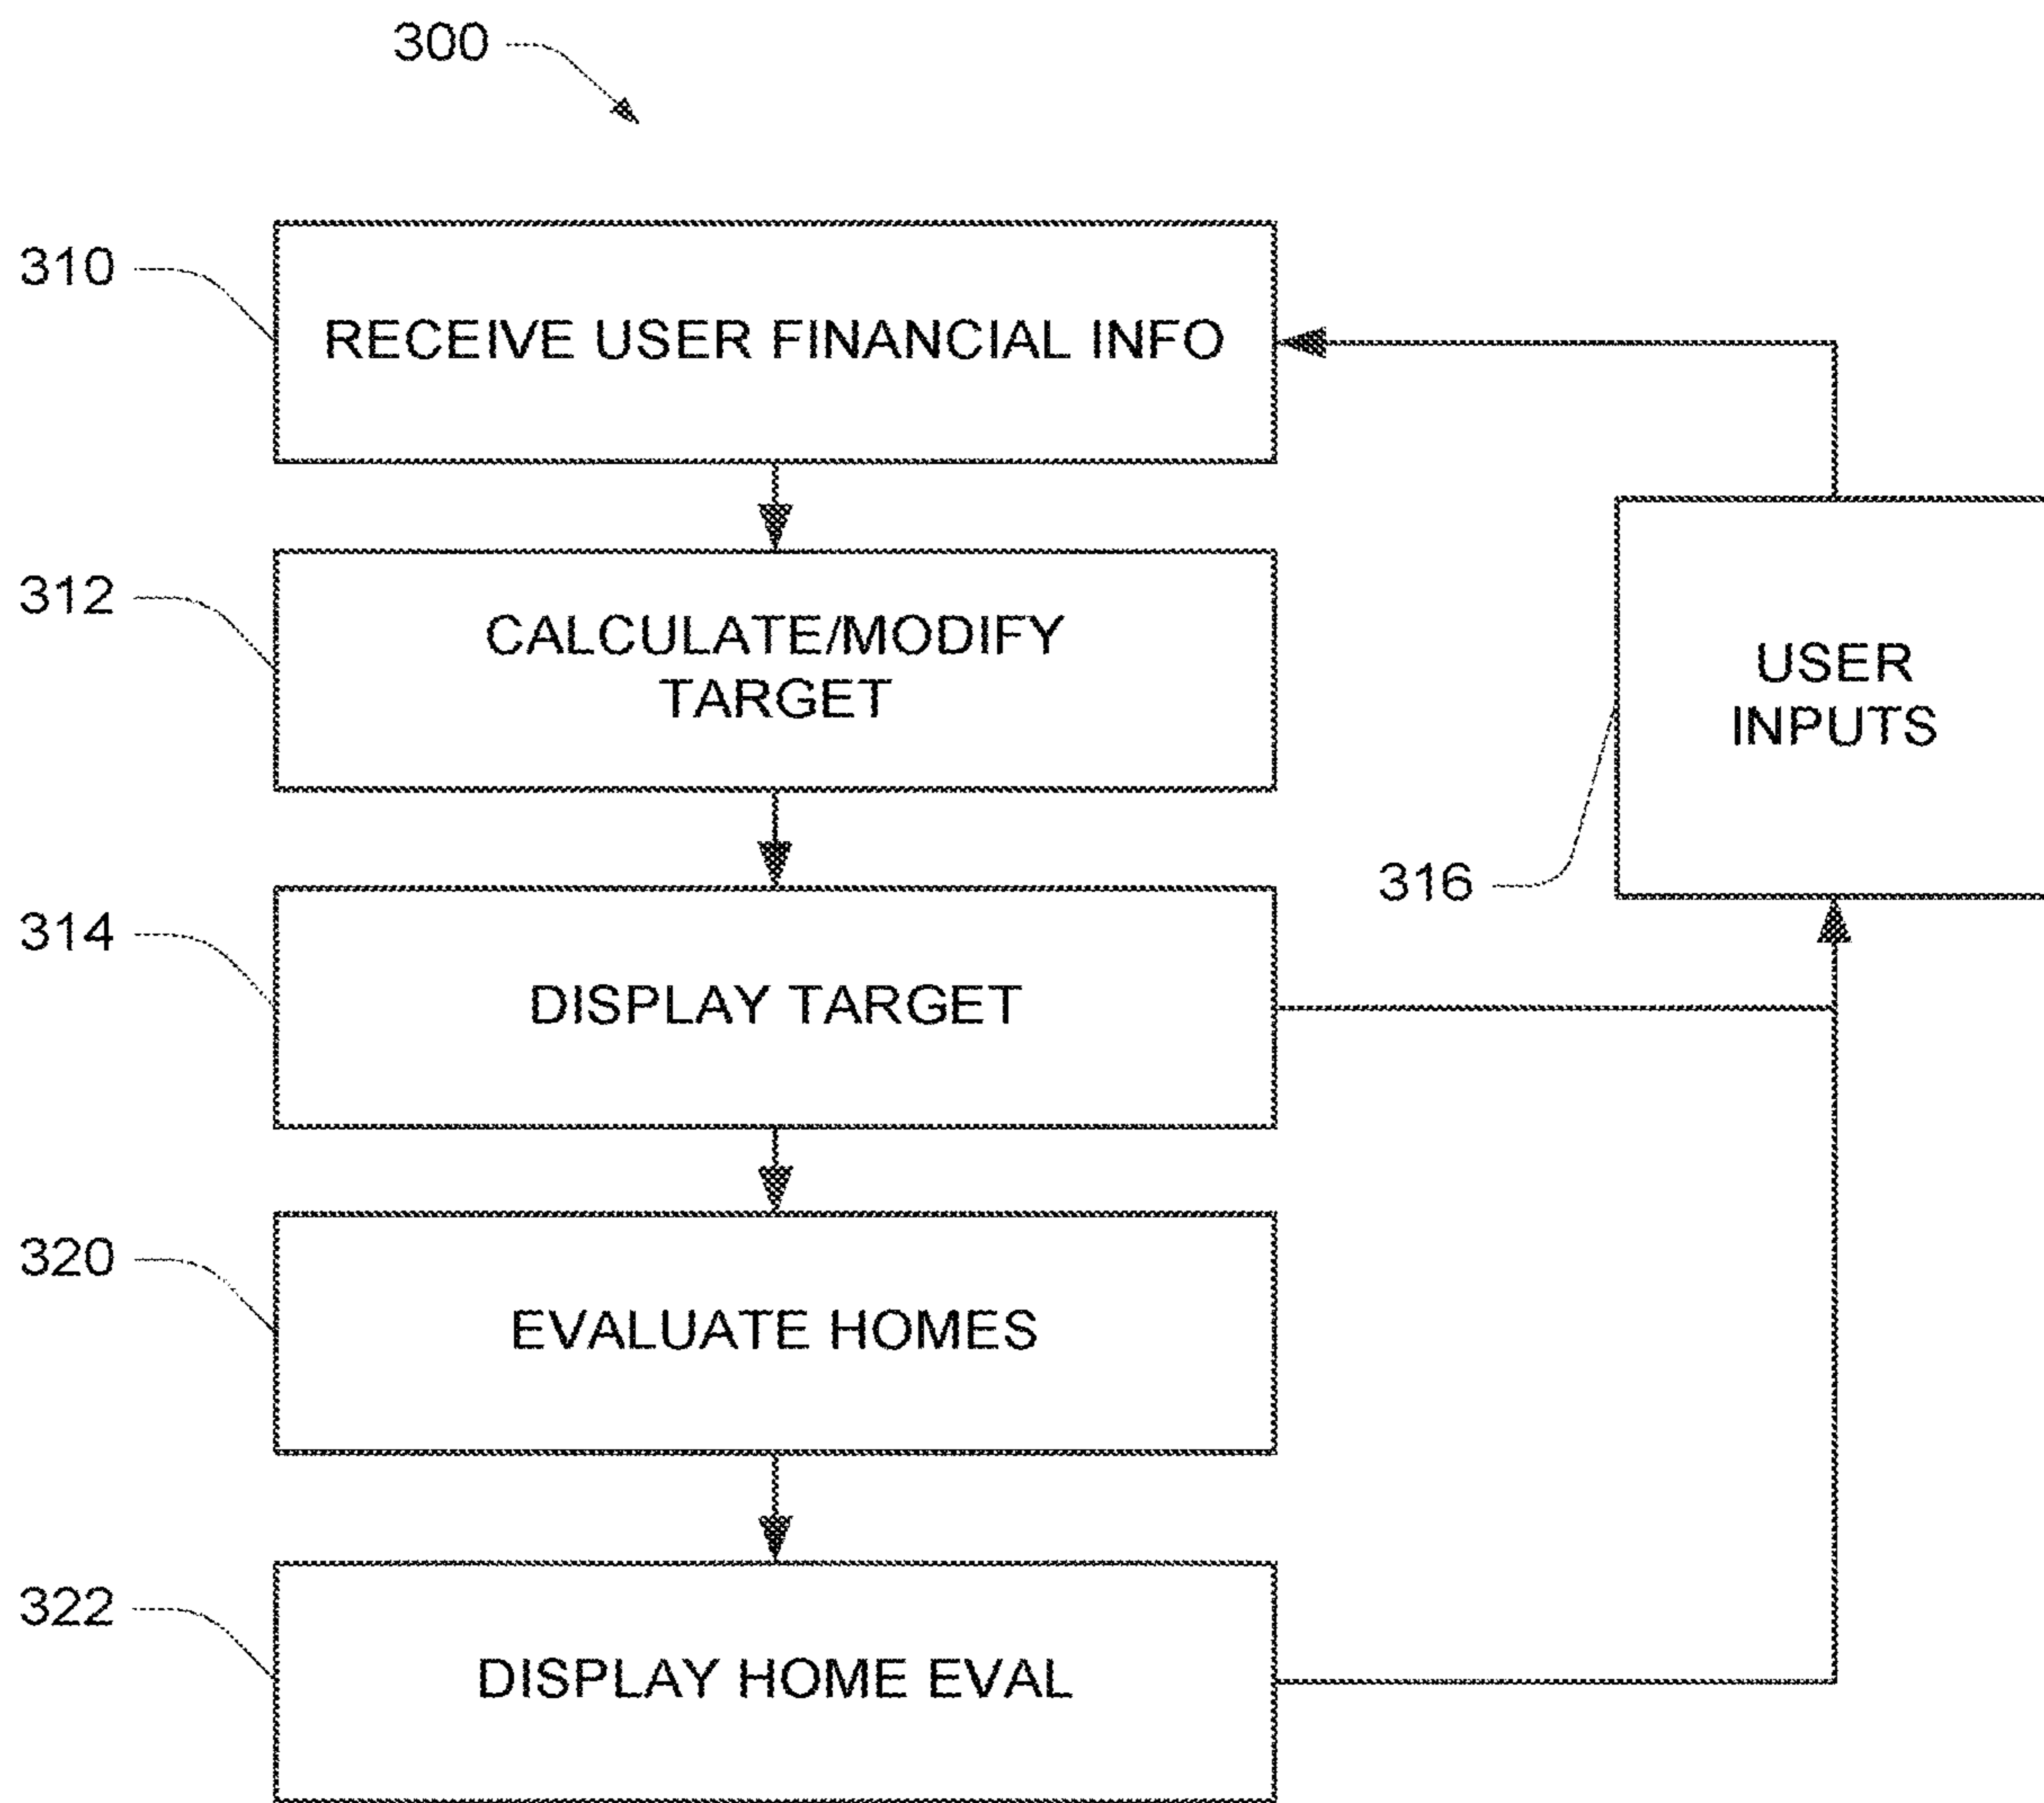 300
310
RECEIVE USER FINANCIAL INFO
312
CALCULATE/MODIFY
TARGET
USER
INPUTS
316
314
DISPLAY TARGET
320
EVALUATE HOMES
322
DISPLAY HOME EVAL